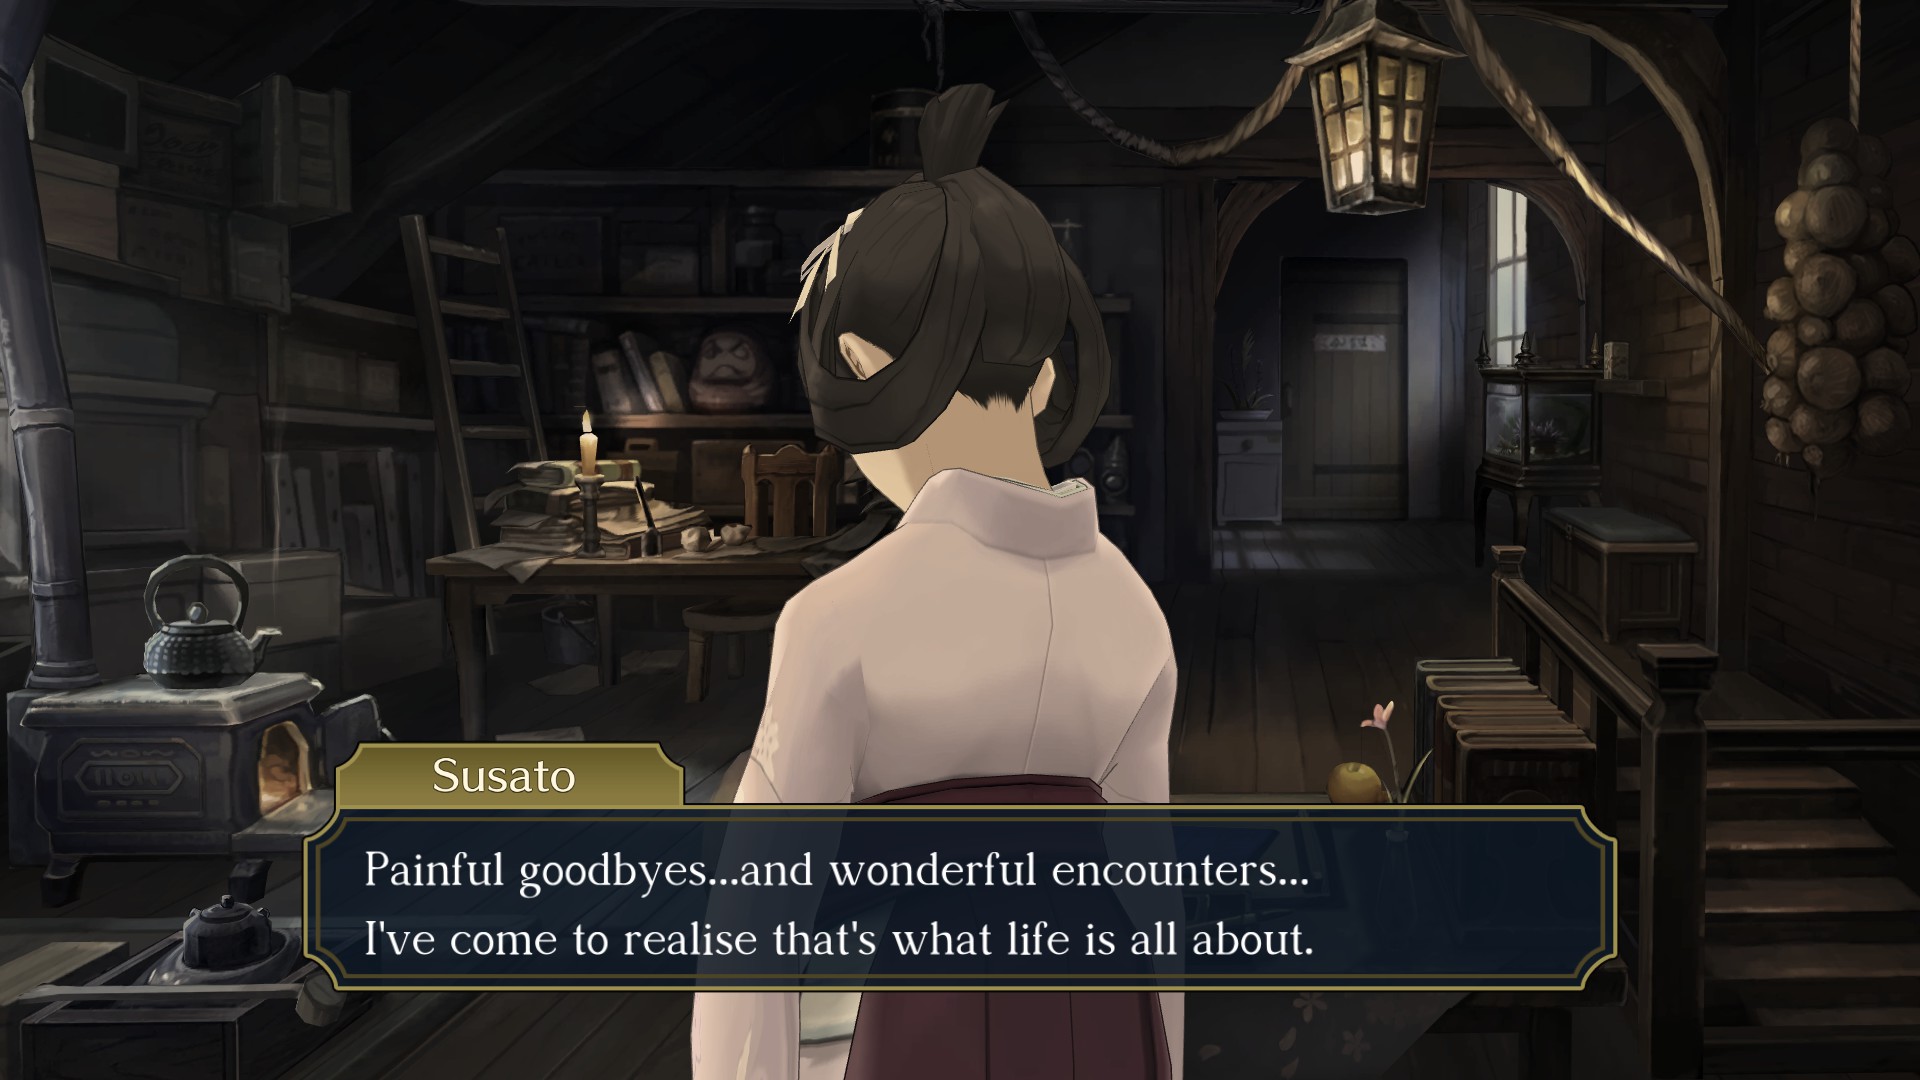 Susato
Painful goodbyes...and wonderful encounters...
I've come to realise that's what life is all about.